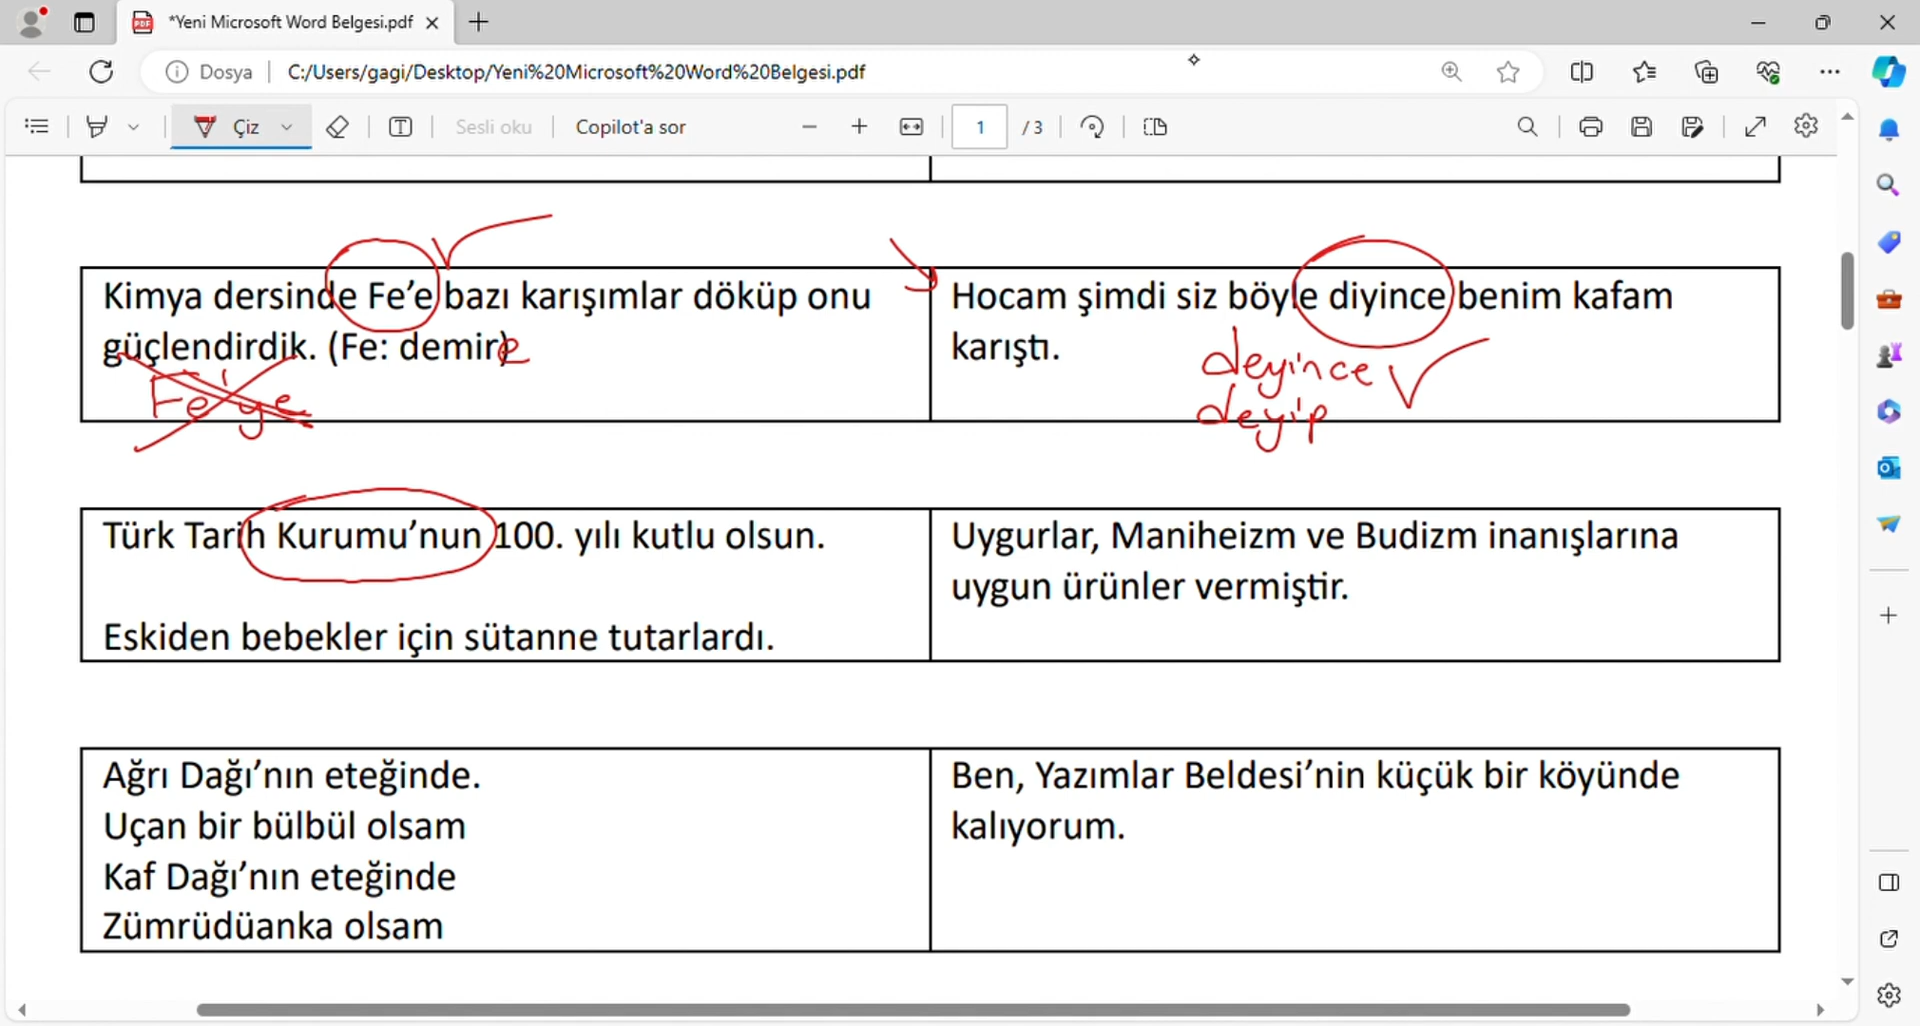 *Yeni Microsoft Word Belgesi.pdf
Dosya
C:/Users/gagi/Desktop/Yeni%20Microsoft%20Word%20Belgesi.pdf
Çiz
Sesli oku
Copilot'a sor
1
/ 3
Kimya dersinde Fe'e bazı karışımlar döküp onu
güçlendirdik. (Fe: demir)
e
Fe'ye
Hocam şimdi siz böyle diyince benim kafam
karıştı.
deyince
deyip
Türk Tarih Kurumu'nun 100. yılı kutlu olsun.
Eskiden bebekler için sütanne tutarlardı.
Uygurlar, Maniheizm ve Budizm inanışlarına
uygun ürünler vermiştir.
Ağrı Dağı'nın eteğinde.
Uçan bir bülbül olsam
Kaf Dağı'nın eteğinde
Zümrüdüanka olsam
Ben, Yazımlar Beldesi'nin küçük bir köyünde
kalıyorum.